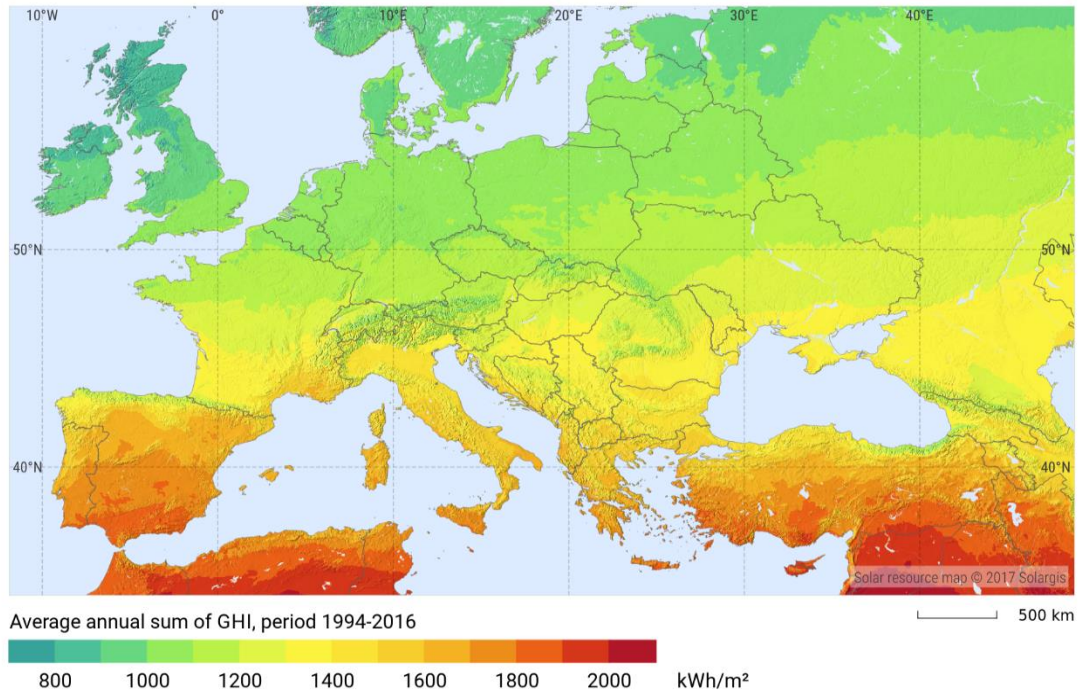 10°W 0° 10°E 20°E 30°E 40°E
50°N 50°N
40°N 40°N
Solar resource map © 2017 Solargis
500 km
Average annual sum of GHI, period 1994-2016
800 1000 1200 1400 1600 1800 2000 kWh/m²